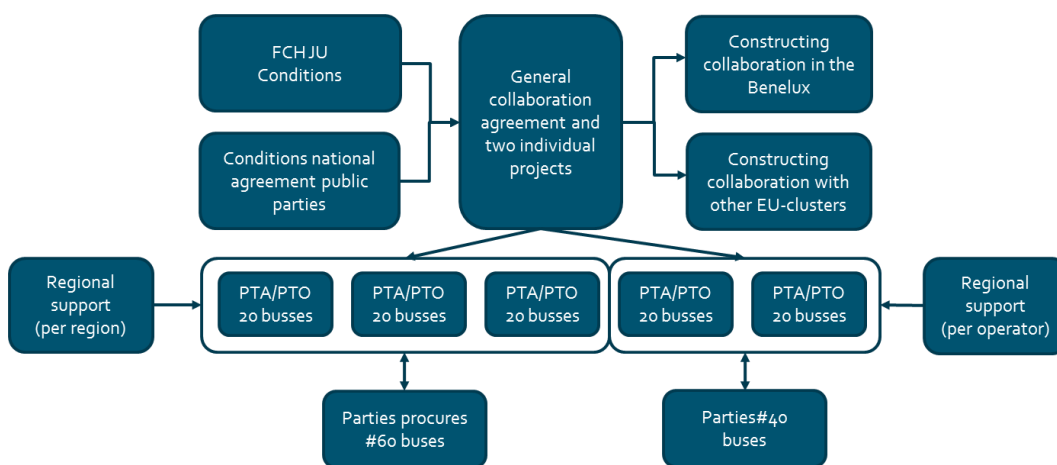 FCH JU
Conditions
Conditions national
agreement public
parties
General
collaboration
agreement and
two individual
projects
Constructing
collaboration in the
Benelux
Constructing
collaboration with
other EU-clusters
Regional
support
(per region)
PTA/PTO
20 busses
PTA/PTO
20 busses
PTA/PTO
20 busses
PTA/PTO
20 busses
PTA/PTO
20 busses
Regional
support
(per operator)
Parties procures
#60 buses
Parties#40
buses